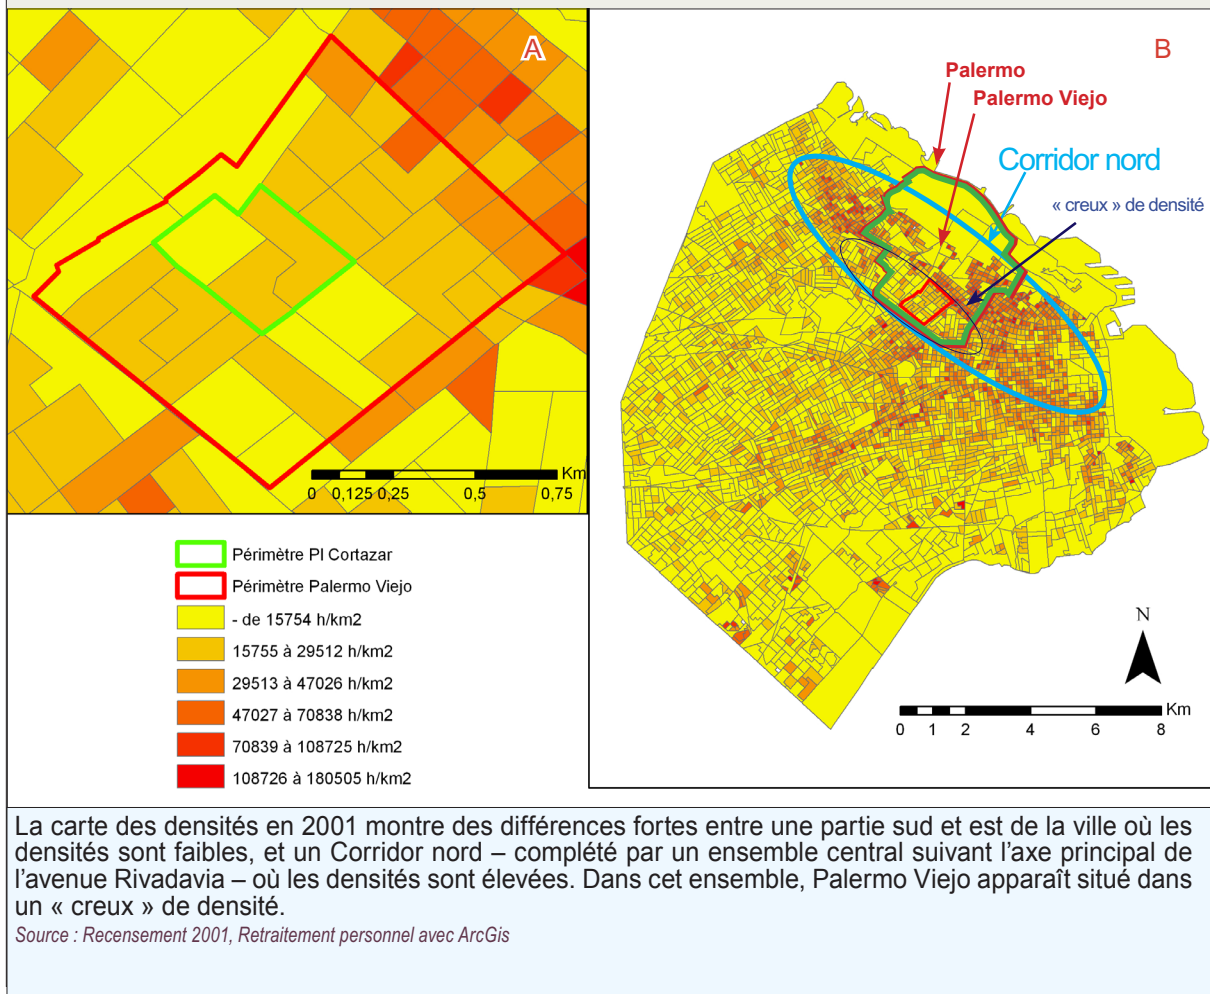 A
B
Palermo
Palermo Viejo
Corridor nord
« creux » de densité
Km
0 0,125 0,25 0,5 0,75
Périmètre Pl Cortazar
Périmètre Palermo Viejo
- de 15754 h/km2
15755 à 29512 h/km2
29513 à 47026 h/km2
47027 à 70838 h/km2
70839 à 108725 h/km2
108726 à 180505 h/km2
N
Km
0 1 2 4 6 8
La carte des densités en 2001 montre des différences fortes entre une partie sud et est de la ville où les
densités sont faibles, et un Corridor nord – complété par un ensemble central suivant l’axe principal de
l’avenue Rivadavia – où les densités sont élevées. Dans cet ensemble, Palermo Viejo apparaît situé dans
un « creux » de densité.
Source : Recensement 2001, Retraitement personnel avec ArcGis